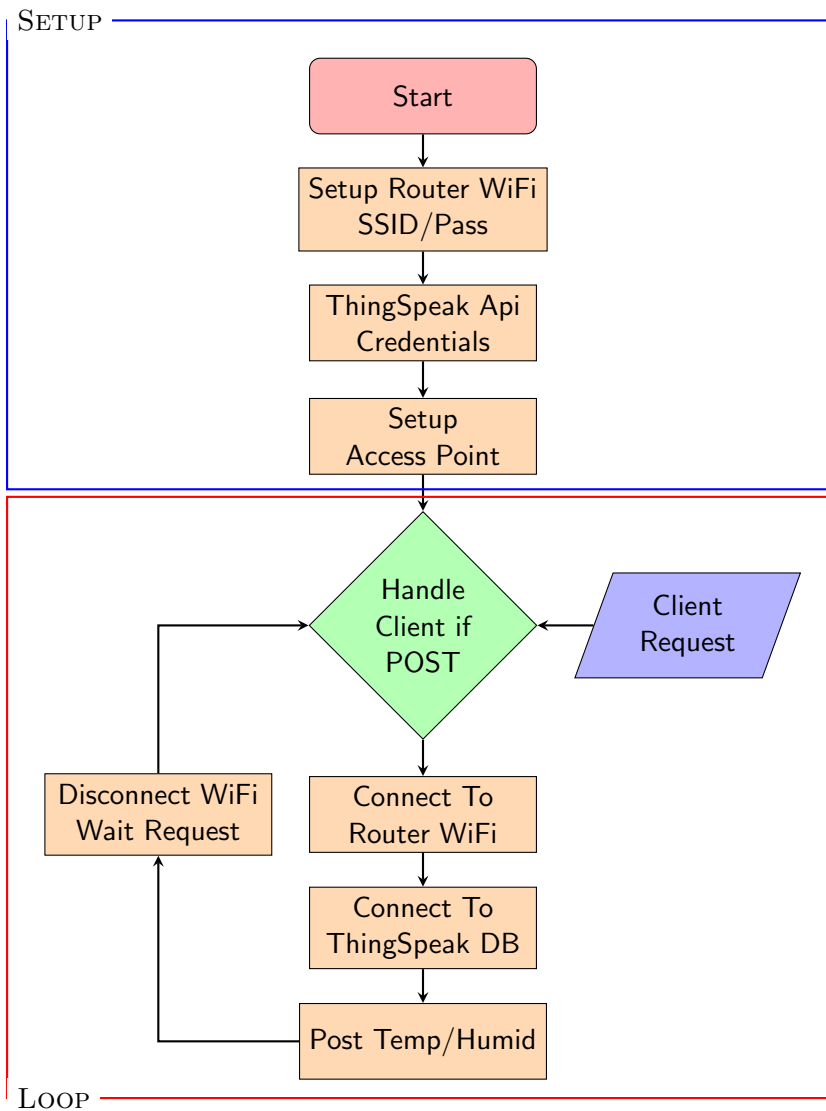 SETUP
Start
Setup Router WiFi
SSID/Pass
ThingSpeak Api
Credentials
Setup
Access Point
Handle
Client if
POST
Client
Request
Disconnect WiFi
Wait Request
Connect To
Router WiFi
Connect To
ThingSpeak DB
Post Temp/Humid
LOOP